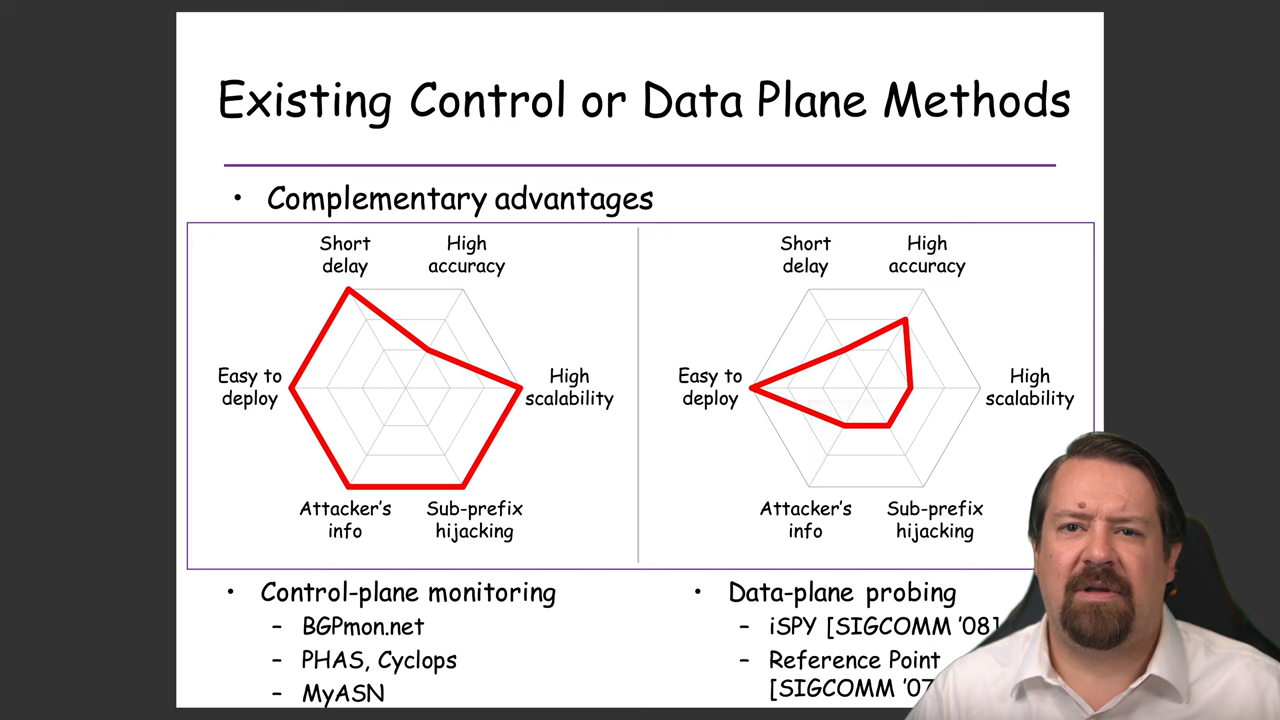 Existing Control or Data Plane Methods
• Complementary advantages
Short
delay
High
accuracy
Easy to
deploy
High
scalability
Attacker's
info
Sub-prefix
hijacking
Short
delay
High
accuracy
Easy to
deploy
High
scalability
Attacker's
info
Sub-prefix
hijacking
• Control-plane monitoring
– BGPmon.net
– PHAS, Cyclops
– MyASN
• Data-plane probing
– iSPY [SIGCOMM '08]
– Reference Point
[SIGCOMM '07